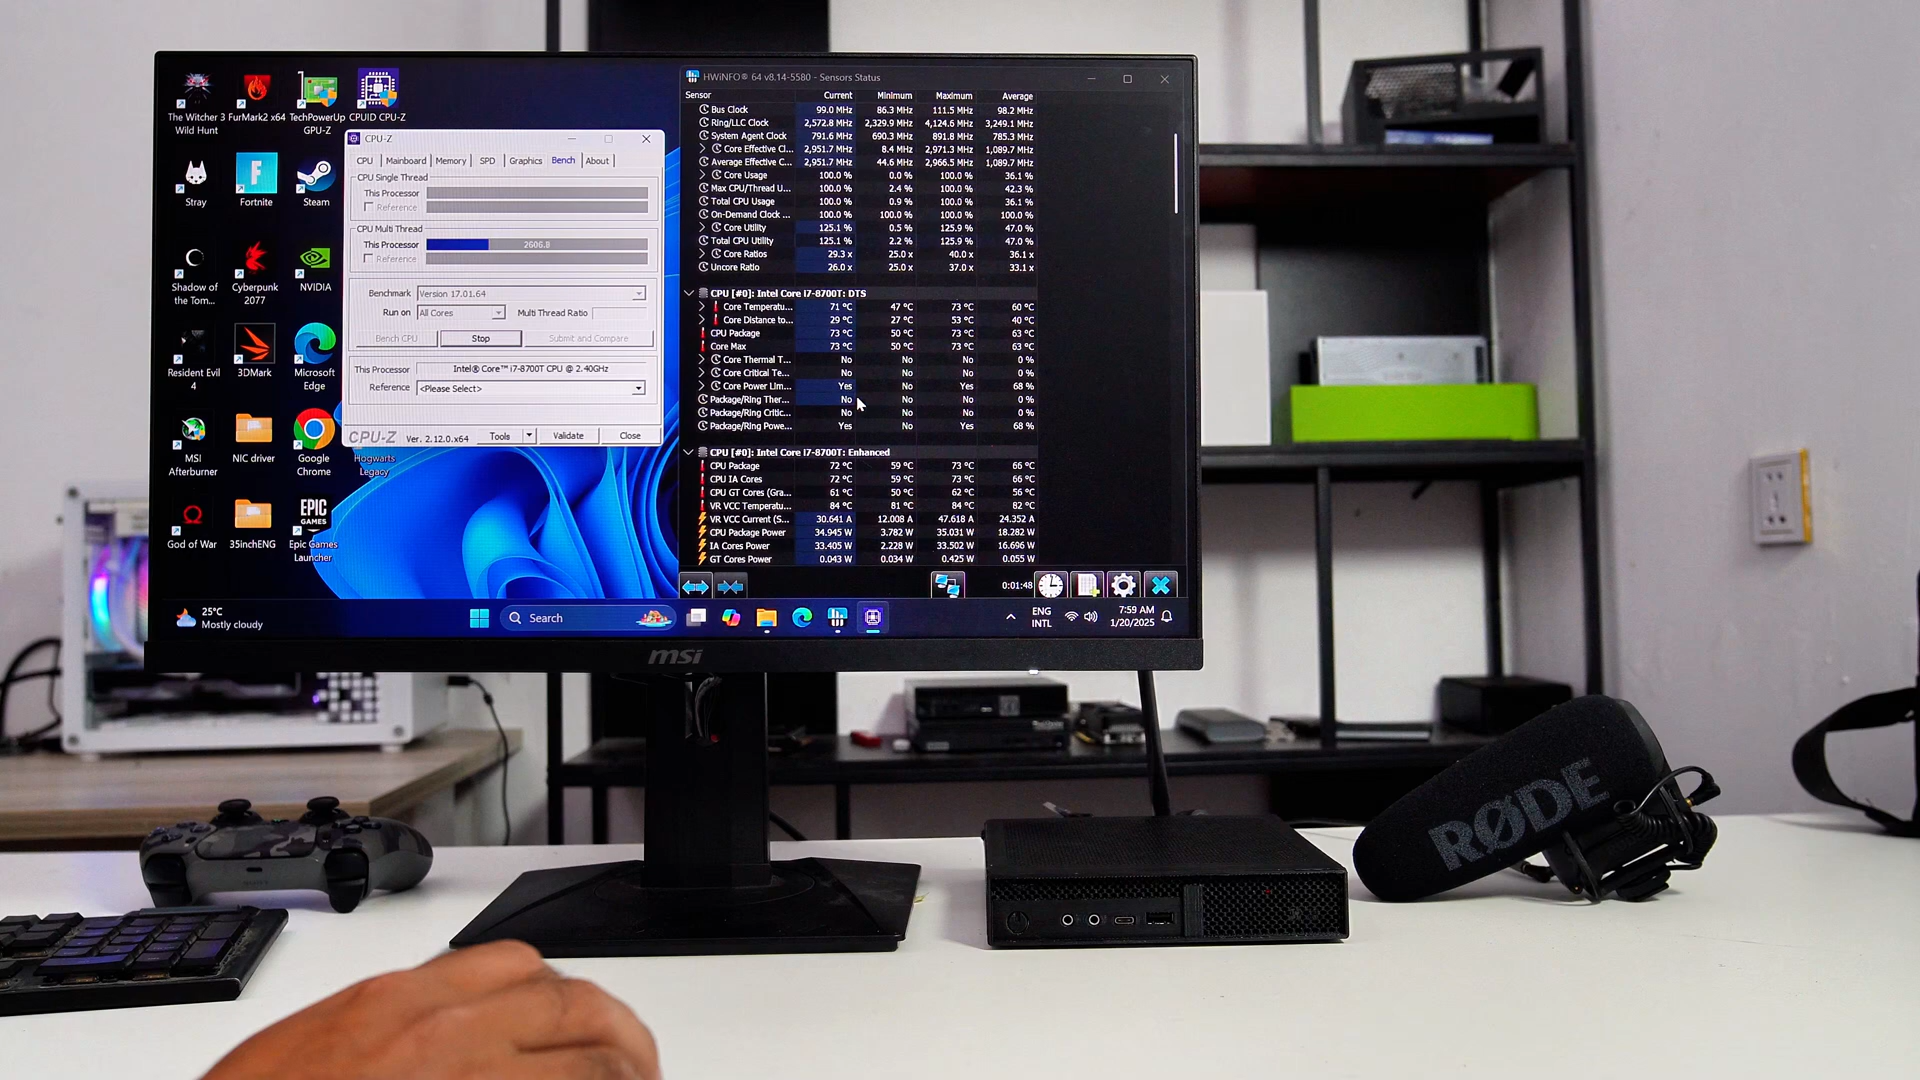 The Witcher 3
Wild Hunt
FurMark2 x64
TechPowerUp
GPU-Z
CPUID CPU-Z
Stray
Fortnite
Steam
Shadow of
the Tom...
Cyberpunk
2077
NVIDIA
Resident Evil
4
3DMark
Microsoft
Edge
MSI
Afterburner
NIC driver
Google
Chrome
Hogwarts
Legacy
God of War
35inchENG
EPIC
GAMES
Epic Games
Launcher
CPU-Z
CPU Mainboard Memory SPD Graphics Bench About
CPU Single Thread
This Processor
Reference
CPU Multi Thread
This Processor 2606.8
Reference
Benchmark Version 17.01.64
Run on All Cores Multi Thread Ratio
Bench CPU Stop Submit and Compare
This Processor Intel® Core™ i7-8700T CPU @ 2.40GHz
Reference <Please Select>
CPU-Z Ver. 2.12.0.x64 Tools Validate Close
HWiNFO® 64 v8.14-5580 - Sensors Status
Sensor Current Minimum Maximum Average
Bus Clock 99.0 MHz 86.3 MHz 111.5 MHz 98.2 MHz
Ring/LLC Clock 2,572.8 MHz 2,329.9 MHz 4,124.6 MHz 3,249.1 MHz
System Agent Clock 791.6 MHz 690.3 MHz 891.8 MHz 785.3 MHz
Core Effective Cl... 2,951.7 MHz 8.4 MHz 2,971.3 MHz 1,089.7 MHz
Average Effective C... 2,951.7 MHz 44.6 MHz 2,966.5 MHz 1,089.7 MHz
Core Usage 100.0 % 0.0 % 100.0 % 36.1 %
Max CPU/Thread U... 100.0 % 2.4 % 100.0 % 42.3 %
Total CPU Usage 100.0 % 0.9 % 100.0 % 36.1 %
On-Demand Clock ... 100.0 % 100.0 % 100.0 % 100.0 %
Core Utility 125.1 % 0.5 % 125.9 % 47.0 %
Total CPU Utility 125.1 % 2.2 % 125.9 % 47.0 %
Core Ratios 29.3 x 25.0 x 40.0 x 36.1 x
Uncore Ratio 26.0 x 25.0 x 37.0 x 33.1 x
CPU [#0]: Intel Core i7-8700T: DTS
Core Temperatu... 71 °C 47 °C 73 °C 60 °C
Core Distance to... 29 °C 27 °C 53 °C 40 °C
CPU Package 73 °C 50 °C 73 °C 63 °C
Core Max 73 °C 50 °C 73 °C 63 °C
Core Thermal T... No No No 0 %
Core Critical Te... No No No 0 %
Core Power Lim... Yes No Yes 68 %
Package/Ring Ther... No No No 0 %
Package/Ring Critic... No No No 0 %
Package/Ring Powe... Yes No Yes 68 %
CPU [#0]: Intel Core i7-8700T: Enhanced
CPU Package 72 °C 59 °C 73 °C 66 °C
CPU IA Cores 72 °C 59 °C 73 °C 66 °C
CPU GT Cores (Gra... 61 °C 50 °C 62 °C 56 °C
VR VCC Temperatu... 84 °C 81 °C 84 °C 82 °C
VR VCC Current (S... 30.641 A 12.008 A 47.618 A 24.352 A
CPU Package Power 34.945 W 3.782 W 35.031 W 18.282 W
IA Cores Power 33.405 W 2.228 W 33.502 W 16.696 W
GT Cores Power 0.043 W 0.034 W 0.425 W 0.055 W
0:01:48
25°C
Mostly cloudy
Search
ENG
INTL
7:59 AM
1/20/2025
msi
RØDE
SONY